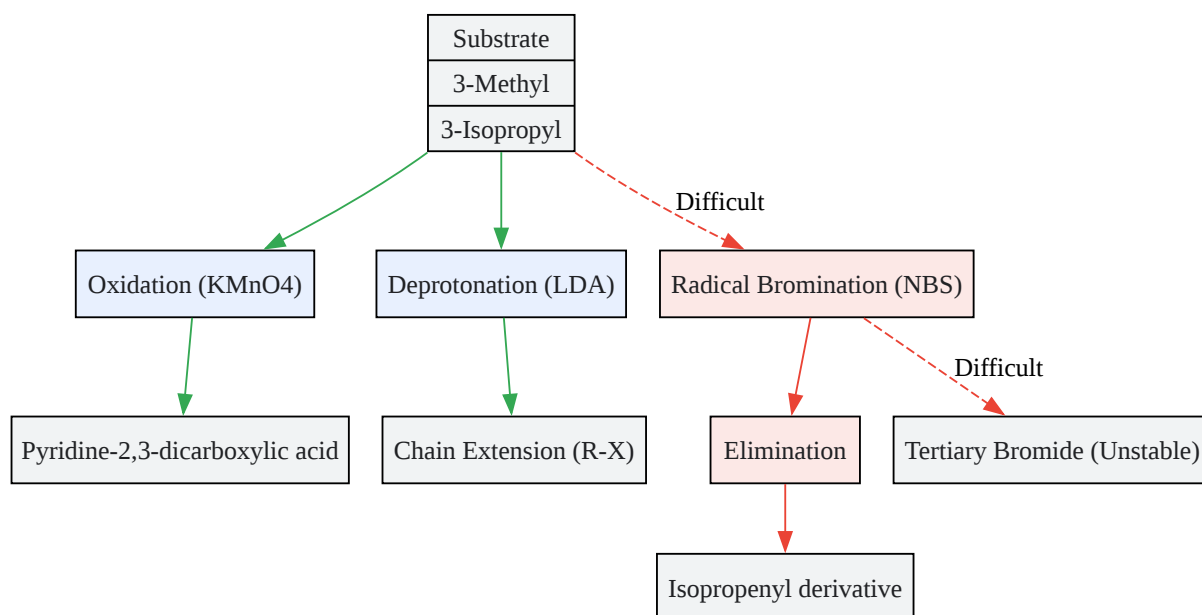 Substrate
3-Methyl
3-Isopropyl
Difficult
Oxidation (KMnO4)
Deprotonation (LDA)
Radical Bromination (NBS)
Difficult
Pyridine-2,3-dicarboxylic acid
Chain Extension (R-X)
Elimination
Tertiary Bromide (Unstable)
Isopropenyl derivative